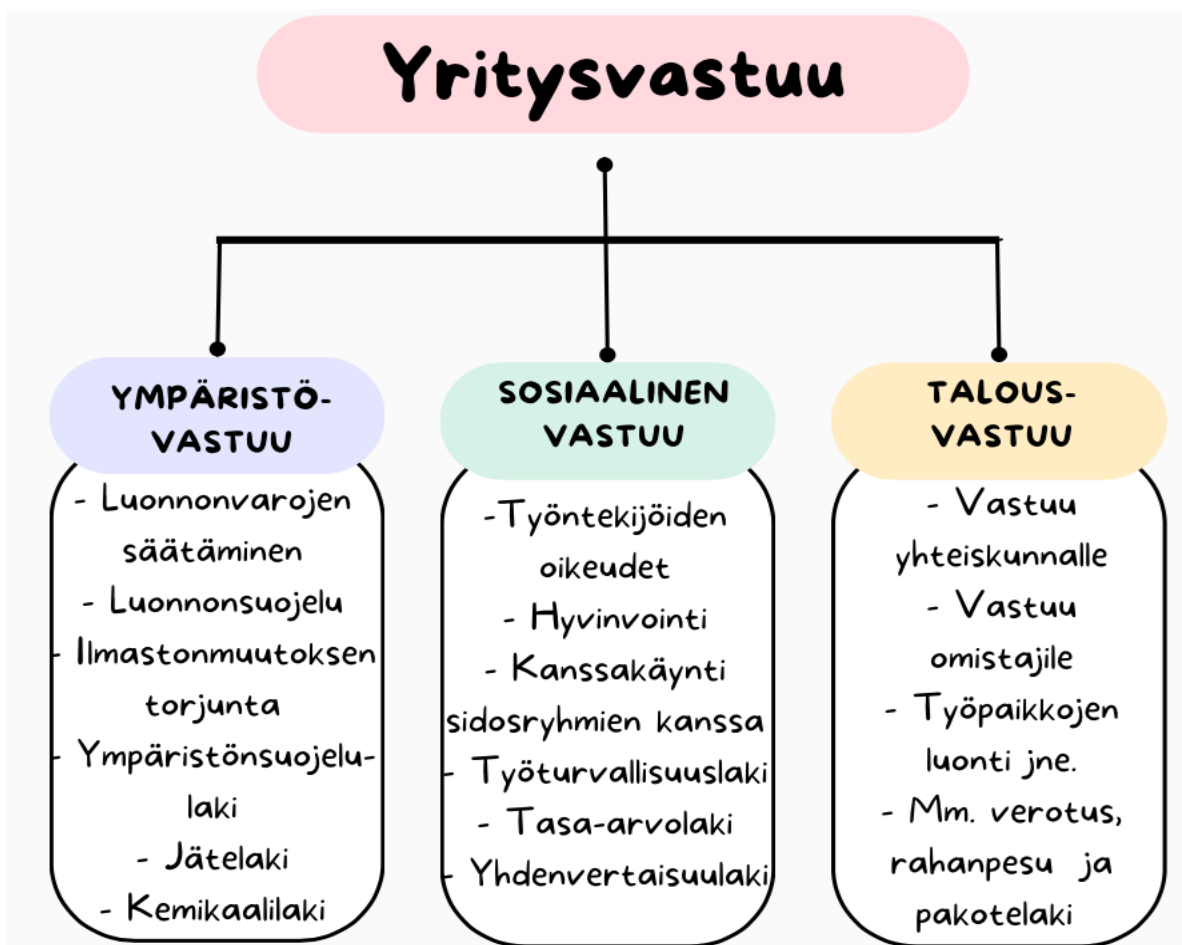 Yritysvastuu
YMPÄRISTÖ-
VASTUU
- Luonnonvarojen
säätäminen
- Luonnonsuojelu
- Ilmastonmuutoksen
torjunta
- Ympäristönsuojelu-
laki
- Jätelaki
- Kemikaalilaki
SOSIAALINEN
VASTUU
-Työntekijöiden
oikeudet
- Hyvinvointi
- Kanssakäynti
sidosryhmien kanssa
- Työturvallisuuslaki
- Tasa-arvolaki
- Yhdenvertaisuulaki
TALOUS-
VASTUU
- Vastuu
yhteiskunnalle
- Vastuu
omistajile
- Työpaikkojen
luonti jne.
- Mm. verotus,
rahanpesu ja
pakotelaki